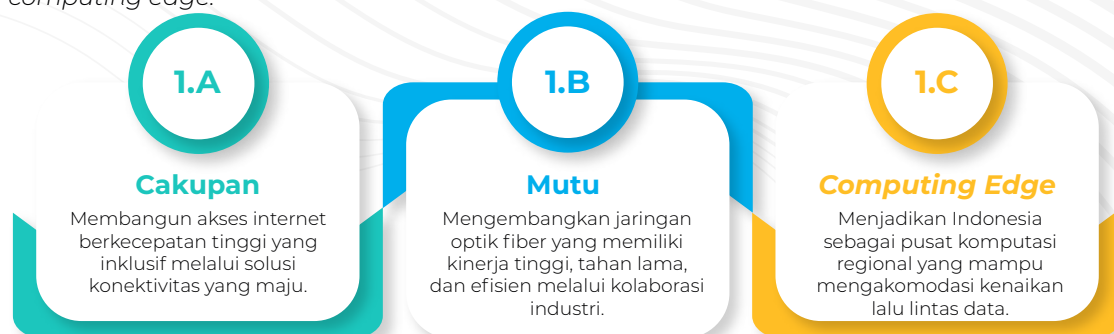 computing edge.
1.A
Cakupan
Membangun akses internet
berkecepatan tinggi yang
inklusif melalui solusi
konektivitas yang maju.
1.B
Mutu
Mengembangkan jaringan
optik fiber yang memiliki
kinerja tinggi, tahan lama,
dan efisien melalui kolaborasi
industri.
1.C
Computing Edge
Menjadikan Indonesia
sebagai pusat komputasi
regional yang mampu
mengakomodasi kenaikan
lalu lintas data.